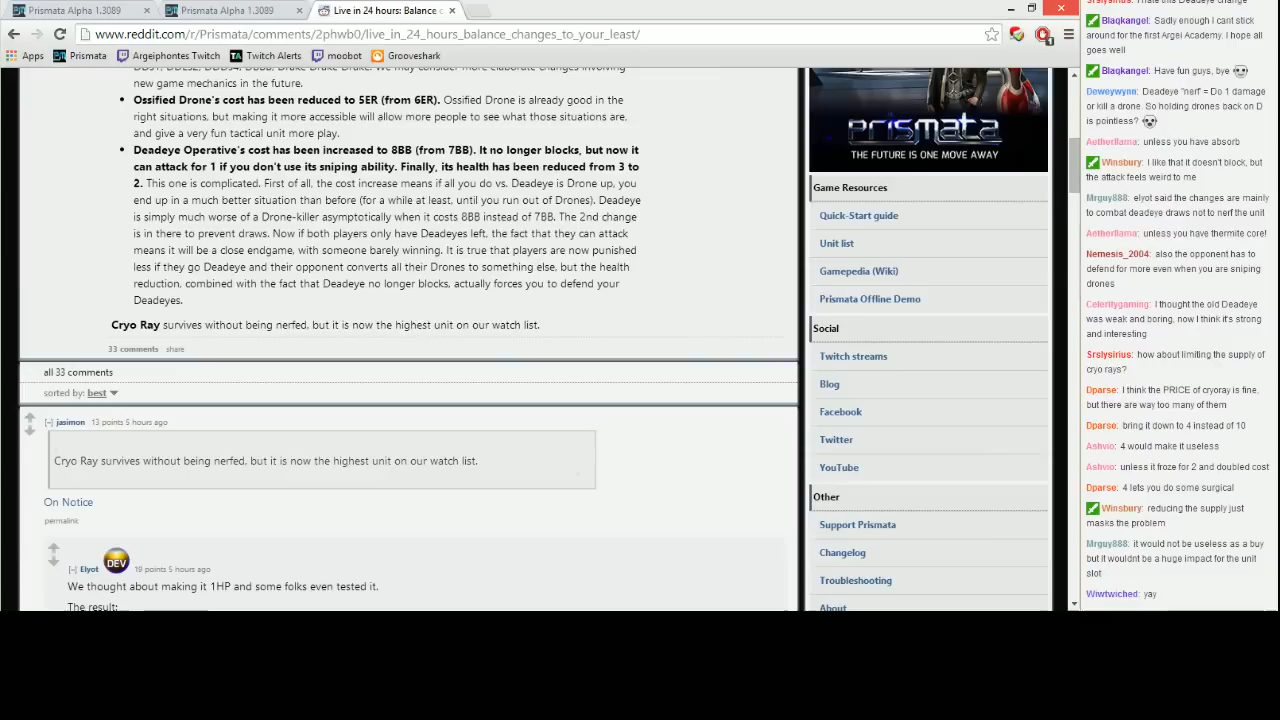 Prismata Alpha 1.3089
Prismata Alpha 1.3089
Live in 24 hours: Balance c
www.reddit.com/r/Prismata/comments/2phwb0/live_in_24_hours_balance_changes_to_your_least/
Apps
Prismata
Argeiphontes Twitch
Twitch Alerts
moobot
Grooveshark
new game mechanics in the future.
Ossified Drone's cost has been reduced to 5ER (from 6ER). Ossified Drone is already good in the
right situations, but making it more accessible will allow more people to see what those situations are,
and give a very fun tactical unit more play.
Deadeye Operative's cost has been increased to 8BB (from 7BB). It no longer blocks, but now it
can attack for 1 if you don't use its sniping ability. Finally, its health has been reduced from 3 to
2. This one is complicated. First of all, the cost increase means if all you do vs. Deadeye is Drone up, you
end up in a much better situation than before (for a whilst at least, until you run out of Drones). Deadeye
is simply much worse of a Drone-killer asymptotically when it costs 8BB instead of 7BB. The 2nd change
is in there to prevent draws. Now if both players only have Deadeyes left, the fact that they can attack
means it will be a close endgame, with someone barely winning. It is true that players are now punished
less if they go Deadeye and their opponent converts all their Drones to something else, but the health
reduction, combined with the fact that Deadeye no longer blocks, actually forces you to defend your
Deadeyes.
Cryo Ray survives without being nerfed, but it is now the highest unit on our watch list.
33 comments share
all 33 comments
sorted by: best
[-] jasimon 13 points 5 hours ago
Cryo Ray survives without being nerfed, but it is now the highest unit on our watch list.
On Notice
permalink
[-] Elyot DEV 19 points 5 hours ago
We thought about making it 1HP and some folks even tested it.
The result:
PRISMATA
THE FUTURE IS ONE MOVE AWAY
Game Resources
Quick-Start guide
Unit list
Gamepedia (Wiki)
Prismata Offline Demo
Social
Twitch streams
Blog
Facebook
Twitter
YouTube
Other
Support Prismata
Changelog
Troubleshooting
About
Blaqkangel: Sadly enough I cant stick
around for the first Argei Academy. I hope all
goes well
Blaqkangel: Have fun guys, bye
Deweywynn: Deadeye "nerf" = Do 1 damage
or kill a drone. So holding drones back on D
is pointless?
Aetherllama: unless you have absorb
Winsbury: I like that it doesn't block, but
the attack feels weird to me
Mrguy888: elyot said the changes are mainly
to combat deadeye draws not to nerf the unit
Aetherllama: unless you have thermite core!
Nemesis_2004: also the opponent has to
defend for more even when you are sniping
drones
Celeritygaming: I thought the old Deadeye
was weak and boring, now I think it's strong
and interesting
Srslysirius: how about limiting the supply of
cryo rays?
Dparse: I think the PRICE of cryoray is fine,
but there are way too many of them
Dparse: bring it down to 4 instead of 10
Ashvio: 4 would make it useless
Ashvio: unless it froze for 2 and doubled cost
Dparse: 4 lets you do some surgical
Winsbury: reducing the supply just
masks the problem
Mrguy888: it would not be useless as a buy
but it wouldnt be a huge impact for the unit
slot
Wiwtwiched: yay